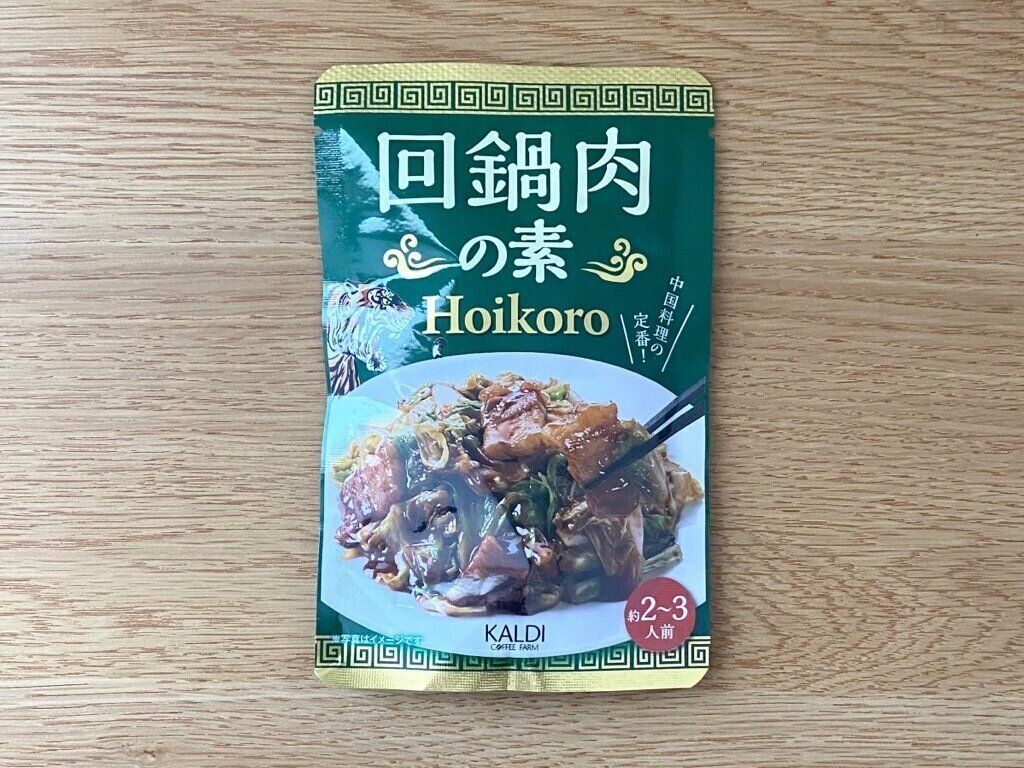 回鍋肉
の素
Hoikoro
中国料理の
定番！
約2~3
人前
※写真はイメージです
KALDI
COFFEE FARM